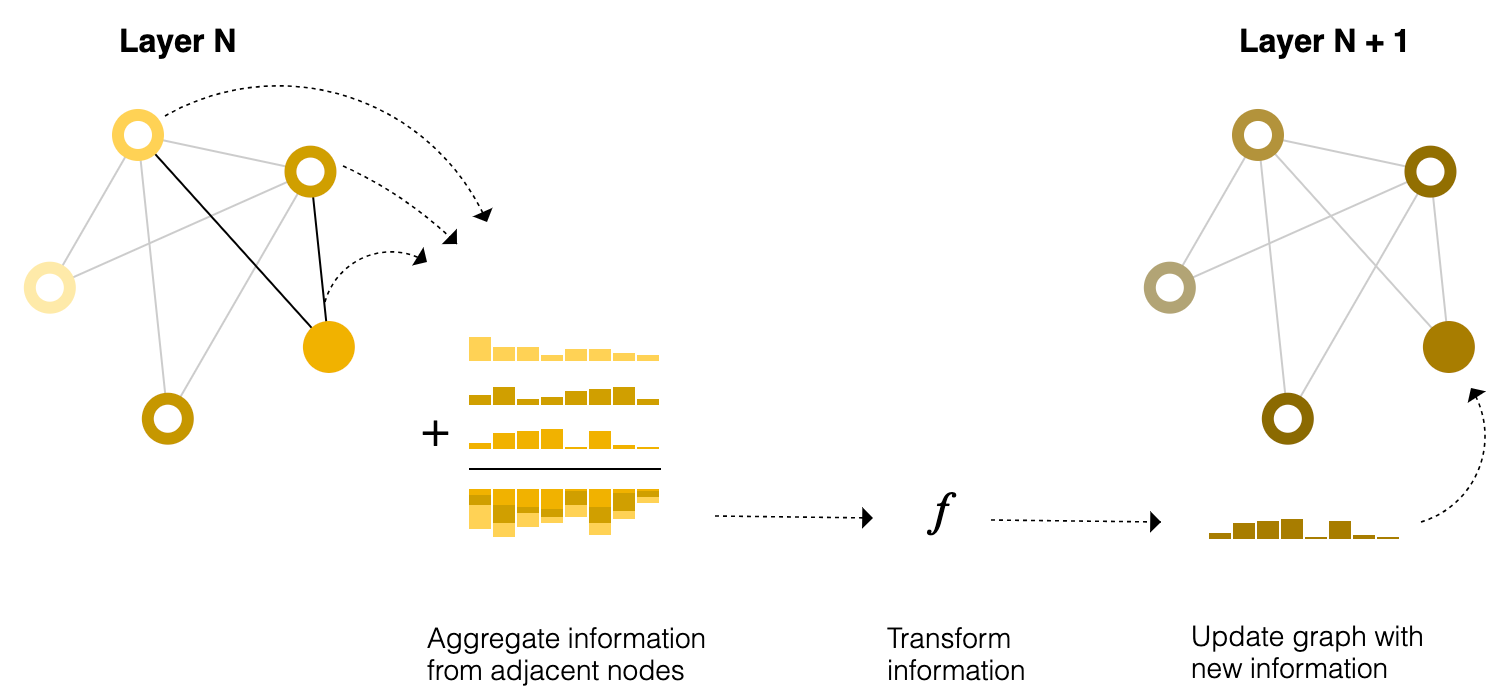 Layer N
Layer N + 1
+
f
Aggregate information
from adjacent nodes
Transform
information
Update graph with
new information